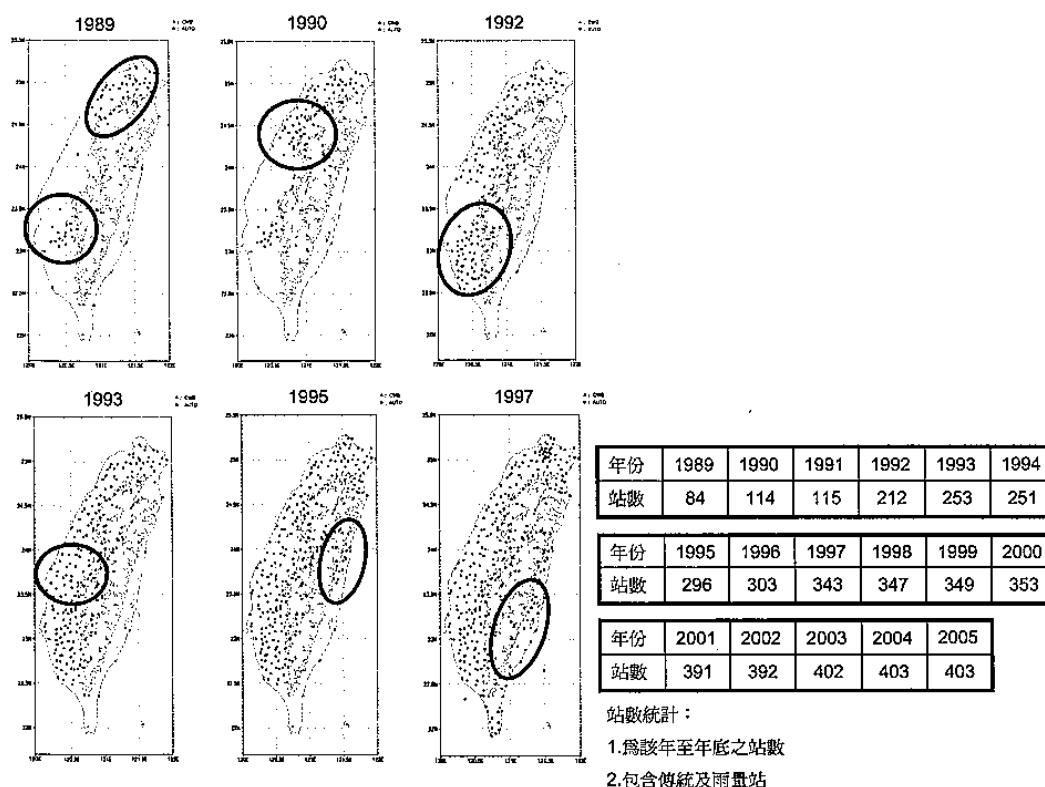 1989
1990
1992
1993
1995
1997
年份 1989 1990 1991 1992 1993 1994
站數 84 114 115 212 253 251
年份 1995 1996 1997 1998 1999 2000
站數 296 303 343 347 349 353
年份 2001 2002 2003 2004 2005
站數 391 392 402 403 403
站數統計：
1.爲該年至年底之站數
2.包含傳統及雨量站